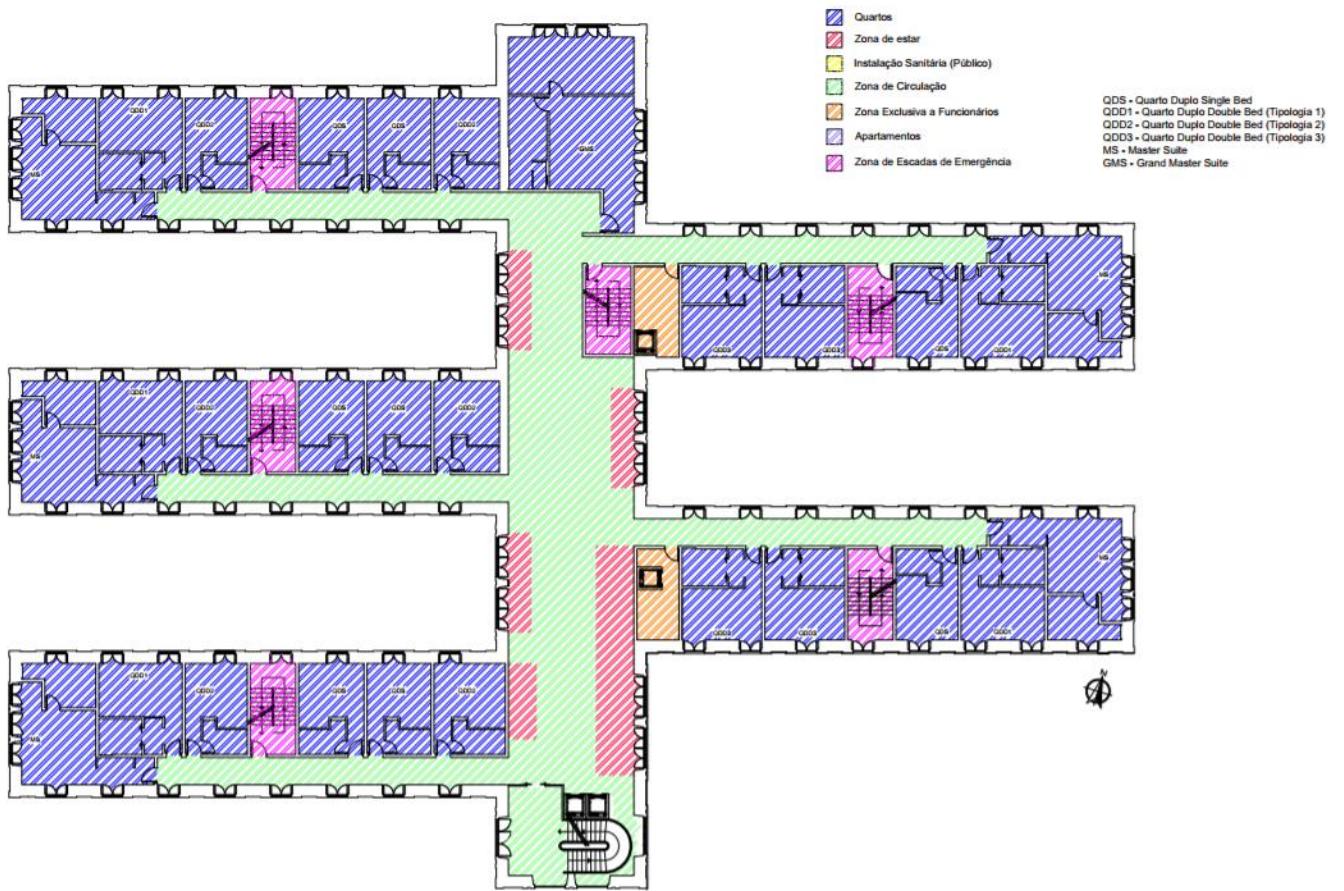 Quartos
Zona de estar
Instalação Sanitária (Público)
Zona de Circulação
Zona Exclusiva a Funcionários
Apartamentos
Zona de Escadas de Emergência
QDS - Quarto Duplo Single Bed
QDD1 - Quarto Duplo Double Bed (Tipologia 1)
QDD2 - Quarto Duplo Double Bed (Tipologia 2)
QDD3 - Quarto Duplo Double Bed (Tipologia 3)
MS - Master Suite
GMS - Grand Master Suite
QDD1
QDD2
QDS
QDS
QDD2
GMS
MS
MS
QDD3
QDS
QDD1
QDD1
QDD2
QDS
QDS
QDD2
MS
MS
QDD3
QDS
QDD1
QDD1
QDD2
QDS
QDS
QDD2
MS
N